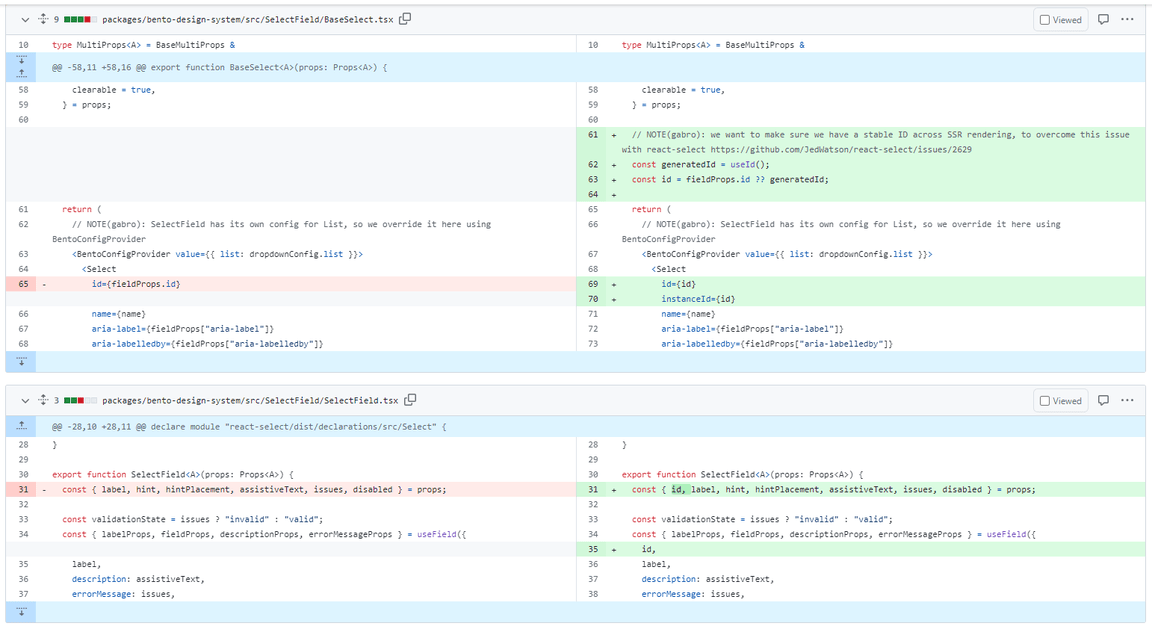 9 packages/bento-design-system/src/SelectField/BaseSelect.tsx Viewed
10 type MultiProps<A> = BaseMultiProps & 10 type MultiProps<A> = BaseMultiProps &
@@ -58,11 +58,16 @@ export function BaseSelect<A>(props: Props<A>) {
58 clearable = true, 58 clearable = true,
59 } = props; 59 } = props;
60 60
61 + // NOTE(gabro): we want to make sure we have a stable ID across SSR rendering, to overcome this issue
with react-select https://github.com/JedWatson/react-select/issues/2629
62 + const generatedId = useId();
63 + const id = fieldProps.id ?? generatedId;
64 +
61 return ( 65 return (
62 // NOTE(gabro): SelectField has its own config for List, so we override it here using 66 // NOTE(gabro): SelectField has its own config for List, so we override it here using
BentoConfigProvider BentoConfigProvider
63 <BentoConfigProvider value={{ list: dropdownConfig.list }}> 67 <BentoConfigProvider value={{ list: dropdownConfig.list }}>
64 <Select 68 <Select
65 - id={fieldProps.id} 69 + id={id}
70 + instanceId={id}
66 name={name} 71 name={name}
67 aria-label={fieldProps["aria-label"]} 72 aria-label={fieldProps["aria-label"]}
68 aria-labelledby={fieldProps["aria-labelledby"]} 73 aria-labelledby={fieldProps["aria-labelledby"]}
3 packages/bento-design-system/src/SelectField/SelectField.tsx Viewed
@@ -28,10 +28,11 @@ declare module "react-select/dist/declarations/src/Select" {
28 } 28 }
29 29
30 export function SelectField<A>(props: Props<A>) { 30 export function SelectField<A>(props: Props<A>) {
31 - const { label, hint, hintPlacement, assistiveText, issues, disabled } = props; 31 + const { id, label, hint, hintPlacement, assistiveText, issues, disabled } = props;
32 32
33 const validationState = issues ? "invalid" : "valid"; 33 const validationState = issues ? "invalid" : "valid";
34 const { labelProps, fieldProps, descriptionProps, errorMessageProps } = useField({ 34 const { labelProps, fieldProps, descriptionProps, errorMessageProps } = useField({
35 + id,
35 label, 36 label,
36 description: assistiveText, 37 description: assistiveText,
37 errorMessage: issues, 38 errorMessage: issues,